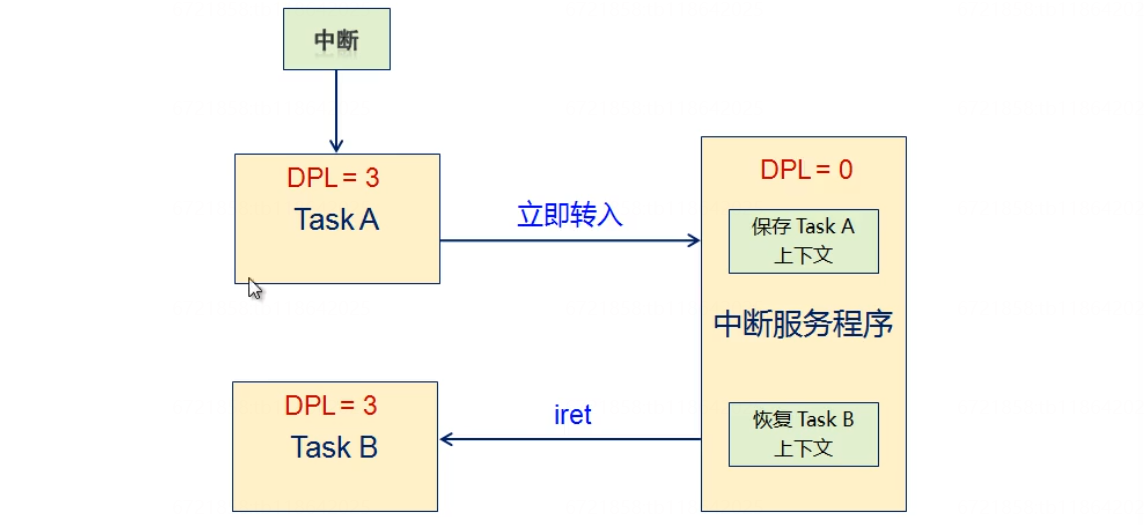 中断
DPL = 3
Task A
立即转入
DPL = 0
保存 Task A
上下文
中断服务程序
DPL = 3
Task B
iret
恢复 Task B
上下文